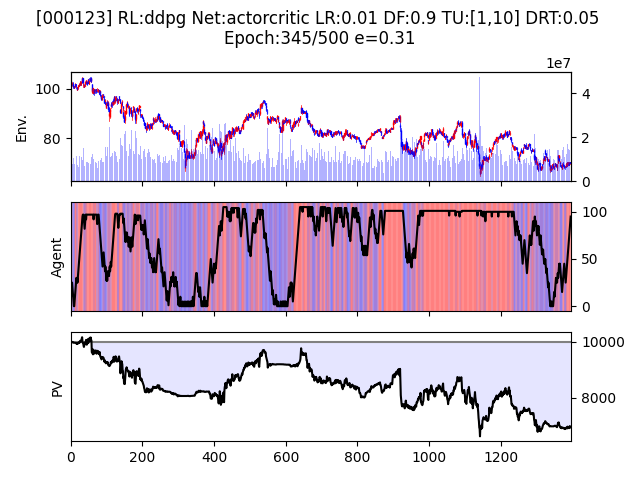 [000123] RL:ddpg Net:actorcritic LR:0.01 DF:0.9 TU:[1,10] DRT:0.05
Epoch:345/500 e=0.31
1e7
100
80
Env.
4
2
0
Agent
100
50
0
PV
10000
8000
0 200 400 600 800 1000 1200